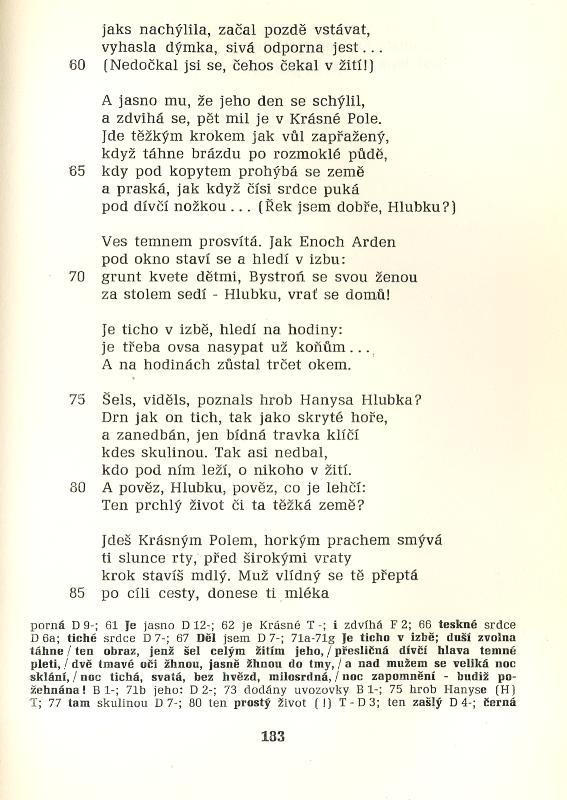 jaks nachýlila, začal pozdě vstávat,
vyhasla dýmka, sivá odporna jest...
60 (Nedočkal jsi se, čehos čekal v žití!)
A jasno mu, že jeho den se schýlil,
a zdvihá se, pět mil je v Krásné Pole.
Jde těžkým krokem jak vůl zapřažený,
když táhne brázdu po rozmoklé půdě,
65 kdy pod kopytem prohýbá se země
a praská, jak když čísi srdce puká
pod dívčí nožkou... (Řek jsem dobře, Hlubku?)
Ves temnem prosvítá. Jak Enoch Arden
pod okno staví se a hledí v izbu:
70 grunt kvete dětmi, Bystroň se svou ženou
za stolem sedí - Hlubku, vrať se domů!
Je ticho v izbě, hledí na hodiny:
je třeba ovsa nasypat už koňům...
A na hodinách zůstal trčet okem.
75 Šels, viděls, poznals hrob Hanysa Hlubka?
Drn jak on tich, tak jako skryté hoře,
a zanedbán, jen bídná travka klíčí
kdes skulinou. Tak asi nedbal,
kdo pod ním leží, o nikoho v žití.
80 A pověz, Hlubku, pověz, co je lehčí:
Ten prchlý život či ta těžká země?
Jdeš Krásným Polem, horkým prachem smývá
ti slunce rty, před širokými vraty
krok stavíš mdlý. Muž vlídný se tě přeptá
85 po cíli cesty, donese ti mléka
porná D 9-; 61 Je jasno D 12-; 62 je Krásné T -; i zdvíhá F 2; 66 teskné srdce
D 6a; tiché srdce D 7-; 67 Děl jsem D 7-; 71a-71g Je ticho v izbě; duší zvolna
táhne/ ten obraz, jenž šel celým žitím jeho,/ přesličná dívčí hlava temné
pleti,/ dvě tmavé oči žhnou, jasně žhnou do tmy,/ a nad mužem se veliká noc
sklání,/ noc tichá, svatá, bez hvězd, milosrdná,/ noc zapomnění - budiž po-
žehnána! B 1-; 71b jeho: D 2-; 73 dodány uvozovky B 1-; 75 hrob Hanyse (H)
T; 77 tam skulinou D 7-; 80 ten prostý život (!) T - D 3; ten zašlý D 4-; černá
183